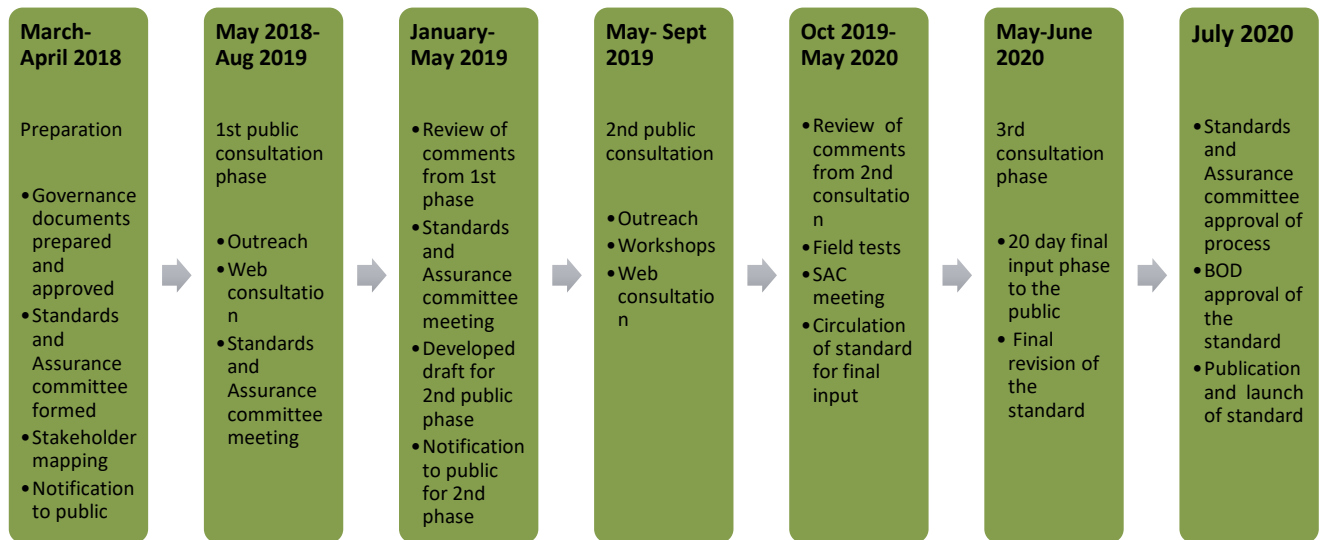 March-
April 2018
Preparation
•Governance
documents
prepared
and
approved
•Standards
and
Assurance
committee
formed
•Stakeholder
mapping
•Notification
to public
May 2018-
Aug 2019
1st public
consultation
phase
•Outreach
•Web
consultatio
n
•Standards
and
Assurance
committee
meeting
January-
May 2019
•Review of
comments
from 1st
phase
•Standards
and
Assurance
committee
meeting
•Developed
draft for
2nd public
phase
•Notification
to public
for 2nd
phase
May- Sept
2019
2nd public
consultation
•Outreach
•Workshops
•Web
consultatio
n
Oct 2019-
May 2020
•Review of
comments
from 2nd
consultatio
n
•Field tests
•SAC
meeting
•Circulation
of standard
for final
input
May-June
2020
3rd
consultation
phase
•20 day final
input phase
to the
public
• Final
revision of
the
standard
July 2020
•Standards
and
Assurance
committee
approval of
process
•BOD
approval of
the
standard
•Publication
and launch
of standard